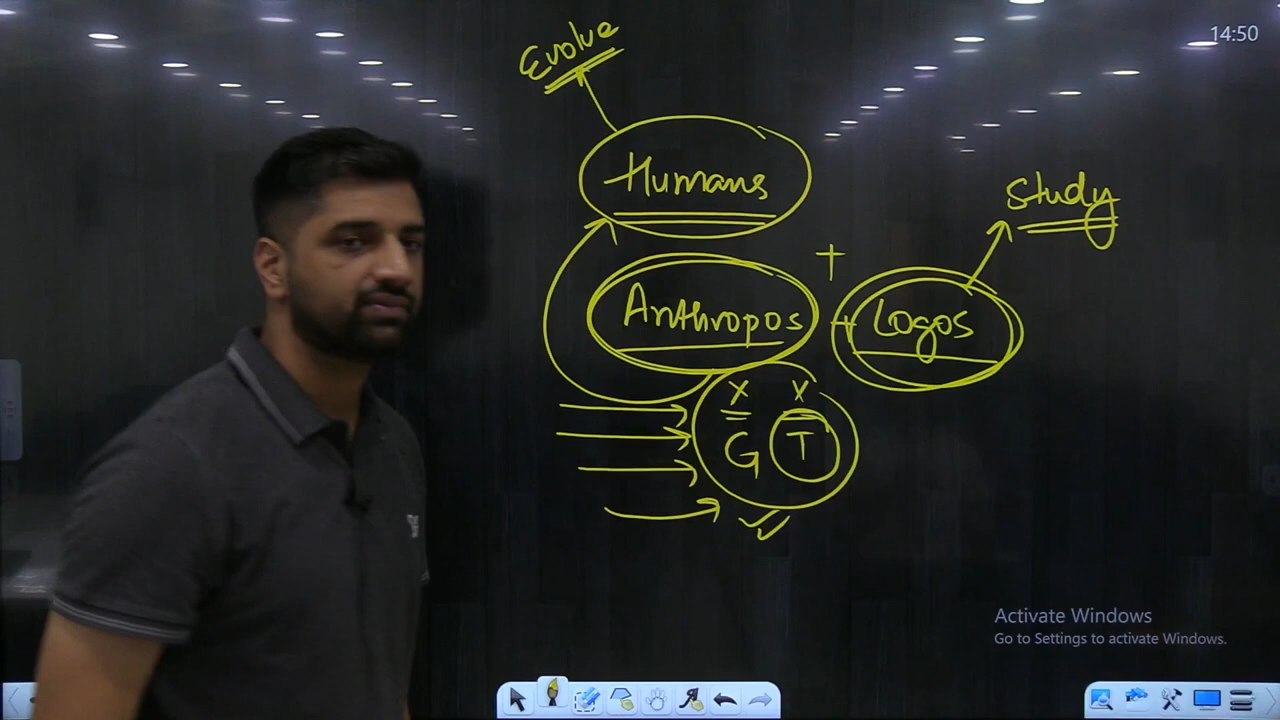 14:50
Evolve
Humans
Study
+
Anthropos
+ Logos
X X
G T
Activate Windows
Go to Settings to activate Windows.